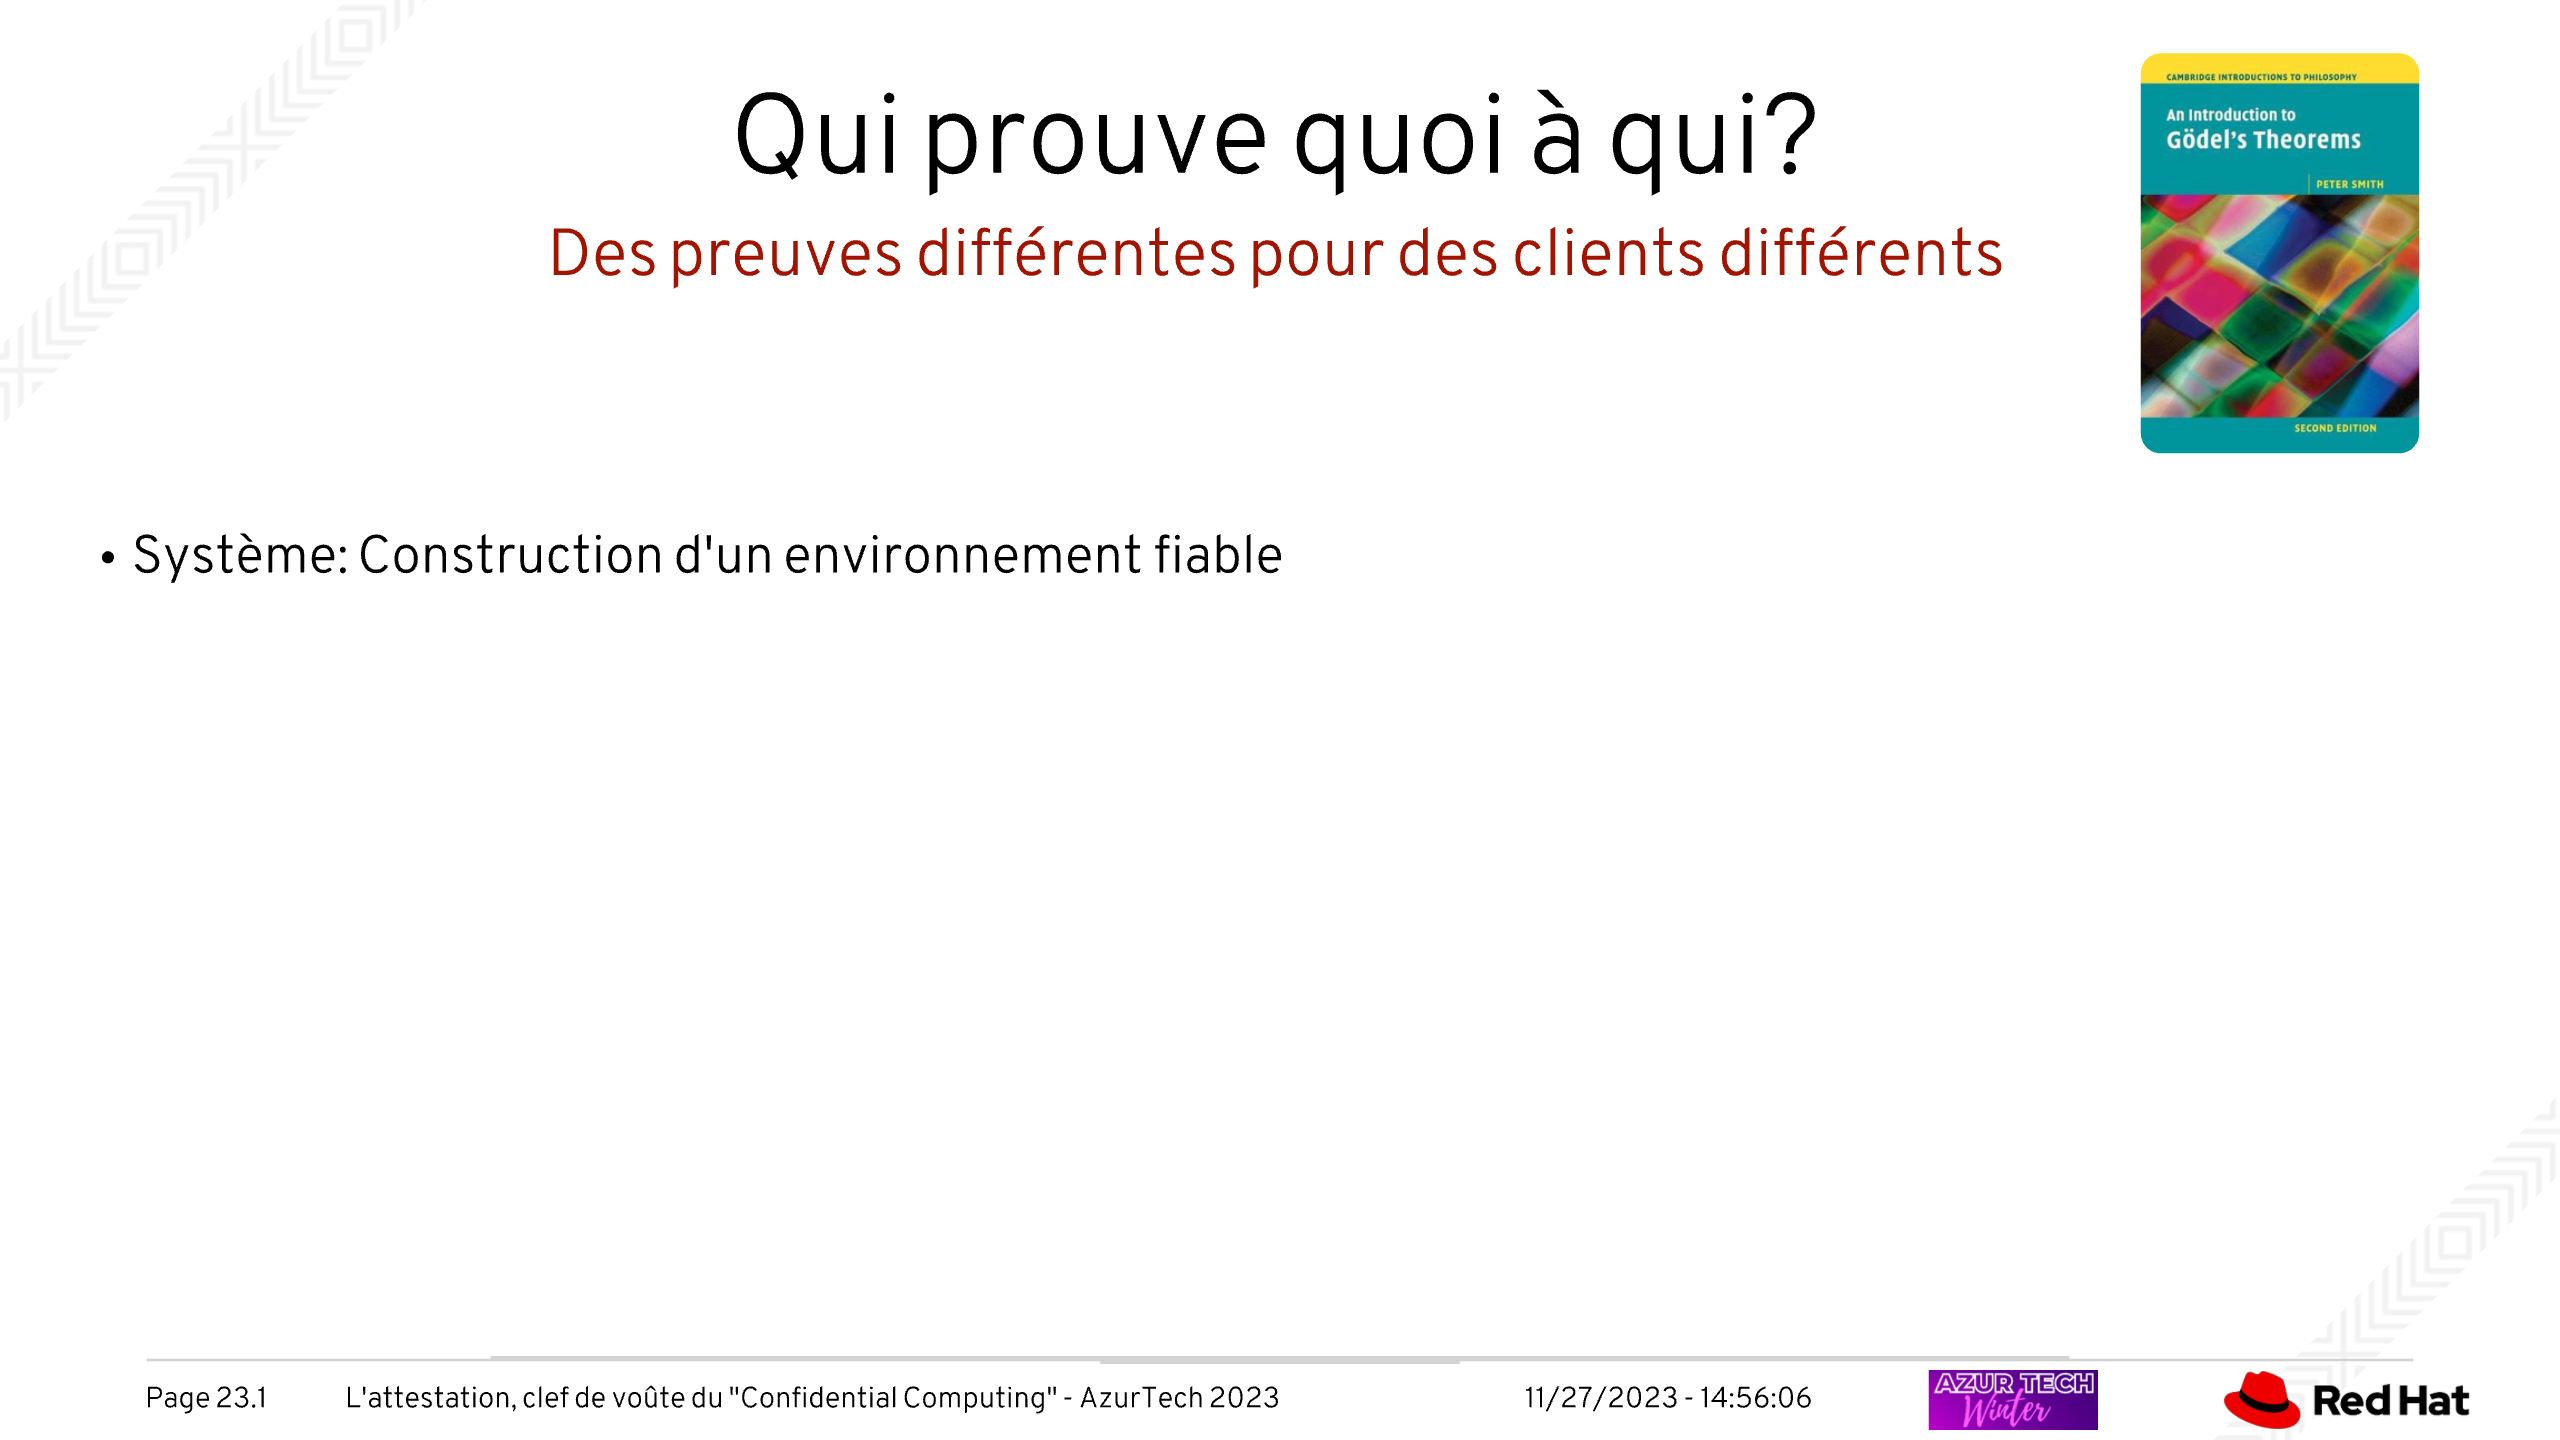 Qui prouve quoi à qui?
Des preuves différentes pour des clients différents
CAMBRIDGE INTRODUCTIONS TO PHILOSOPHY
An Introduction to
Gödel's Theorems
PETER SMITH
SECOND EDITION
• Système: Construction d'un environnement fiable
Page 23.1
L'attestation, clef de voûte du "Confidential Computing" - AzurTech 2023
11/27/2023 - 14:56:06
AZUR TECH
Winter
Red Hat